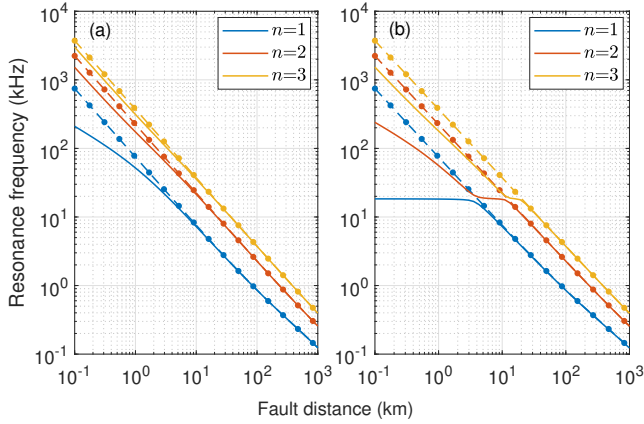 (a)
n=1
n=2
n=3
(b)
n=1
n=2
n=3
Resonance frequency (kHz)
10^4
10^3
10^2
10^1
10^0
10^-1
10^4
10^3
10^2
10^1
10^0
10^-1
10^-1 10^0 10^1 10^2 10^3
10^-1 10^0 10^1 10^2 10^3
Fault distance (km)